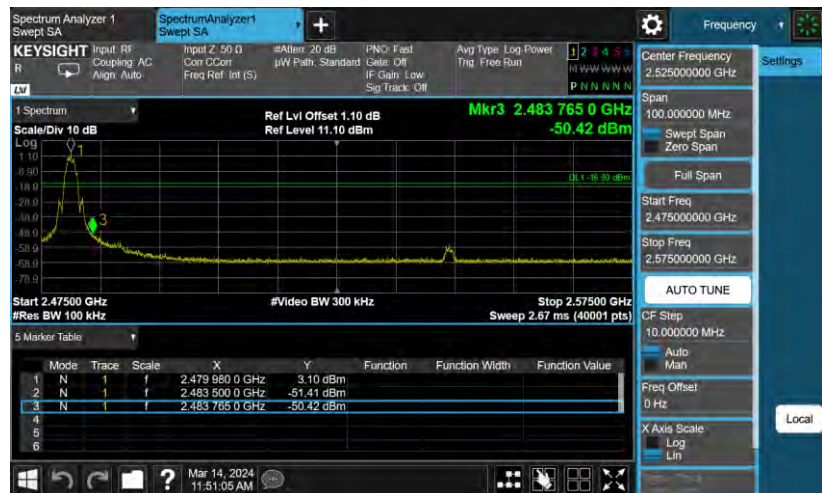 Spectrum Analyzer 1
Swept SA
SpectrumAnalyzer1
Swept SA
Frequency
KEYSIGHT
R
LXI
Input: RF
Coupling: AC
Align: Auto
Input Z: 50 Ω
Corr CCorr
Freq Ref: Int (S)
#Atten: 20 dB
µW Path: Standard
PNO: Fast
Gate: Off
IF Gain: Low
Sig Track: Off
Avg Type: Log-Power
Trig: Free Run
1 2 3 4 5 6
M W W W W W
P N N N N N
1 Spectrum
Scale/Div 10 dB
Log
Ref Lvl Offset 1.10 dB
Ref Level 11.10 dBm
Mkr3 2.483 765 0 GHz
-50.42 dBm
1.10
-8.90
-18.9
-28.9
-38.9
-48.9
-58.9
-68.9
-78.9
1
3
DL1 -16.90 dBm
Start 2.47500 GHz
#Res BW 100 kHz
#Video BW 300 kHz
Stop 2.57500 GHz
Sweep 2.67 ms (40001 pts)
5 Marker Table
Mode Trace Scale X Y Function Function Width Function Value
1 N 1 f 2.479 980 0 GHz 3.10 dBm
2 N 1 f 2.483 500 0 GHz -51.41 dBm
3 N 1 f 2.483 765 0 GHz -50.42 dBm
4
5
6
Mar 14, 2024
11:51:05 AM
Center Frequency
2.525000000 GHz
Span
100.000000 MHz
Swept Span
Zero Span
Full Span
Start Freq
2.475000000 GHz
Stop Freq
2.575000000 GHz
AUTO TUNE
CF Step
10.000000 MHz
Auto
Man
Freq Offset
0 Hz
X Axis Scale
Log
Lin
Settings
Local